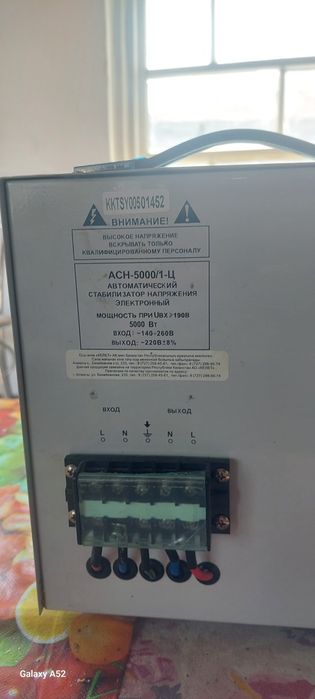 KKTSY00501452
ВНИМАНИЕ!
ВЫСОКОЕ НАПРЯЖЕНИЕ
ВСКРЫВАТЬ ТОЛЬКО
КВАЛИФИЦИРОВАННОМУ ПЕРСОНАЛУ
АСН-5000/1-Ц
АВТОМАТИЧЕСКИЙ
СТАБИЛИЗАТОР НАПРЯЖЕНИЯ
ЭЛЕКТРОННЫЙ
МОЩНОСТЬ ПРИ UВХ ≥190В
5000 Вт
ВХОД: ~140-260В
ВЫХОД: ~220В±8%
ВХОД ВЫХОД
L N N L
Galaxy A52